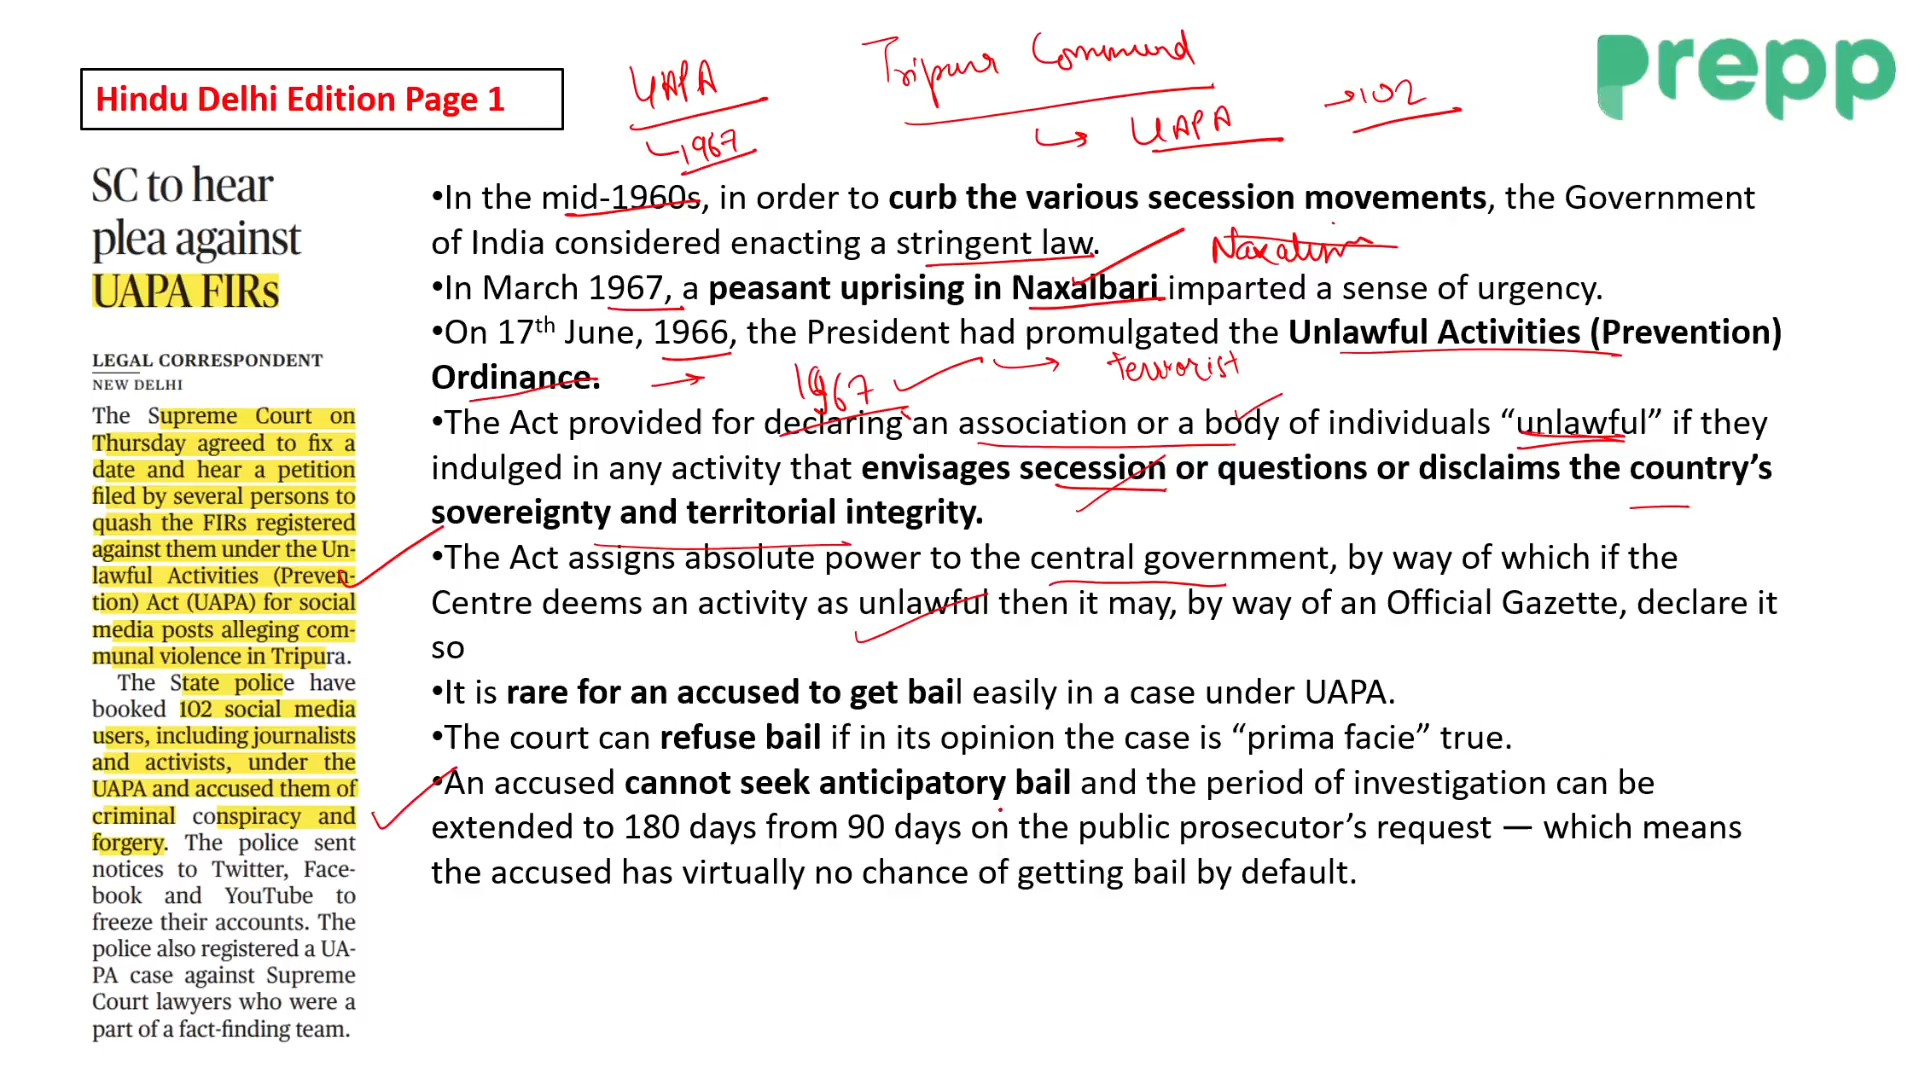 Hindu Delhi Edition Page 1
UAPA
1967
Tripura Communal
UAPA
102
prepp
SC to hear
plea against
UAPA FIRs
LEGAL CORRESPONDENT
NEW DELHI
The Supreme Court on
Thursday agreed to fix a
date and hear a petition
filed by several persons to
quash the FIRs registered
against them under the Un-
lawful Activities (Preven-
tion) Act (UAPA) for social
media posts alleging com-
munal violence in Tripura.
The State police have
booked 102 social media
users, including journalists
and activists, under the
UAPA and accused them of
criminal conspiracy and
forgery. The police sent
notices to Twitter, Face-
book and YouTube to
freeze their accounts. The
police also registered a UA-
PA case against Supreme
Court lawyers who were a
part of a fact-finding team.
•In the mid-1960s, in order to curb the various secession movements, the Government
of India considered enacting a stringent law.
•In March 1967, a peasant uprising in Naxalbari imparted a sense of urgency.
•On 17th June, 1966, the President had promulgated the Unlawful Activities (Prevention)
Ordinance.
1967
terrorist
•The Act provided for declaring an association or a body of individuals “unlawful” if they
indulged in any activity that envisages secession or questions or disclaims the country’s
sovereignty and territorial integrity.
•The Act assigns absolute power to the central government, by way of which if the
Centre deems an activity as unlawful then it may, by way of an Official Gazette, declare it
so
•It is rare for an accused to get bail easily in a case under UAPA.
•The court can refuse bail if in its opinion the case is “prima facie” true.
•An accused cannot seek anticipatory bail and the period of investigation can be
extended to 180 days from 90 days on the public prosecutor’s request — which means
the accused has virtually no chance of getting bail by default.